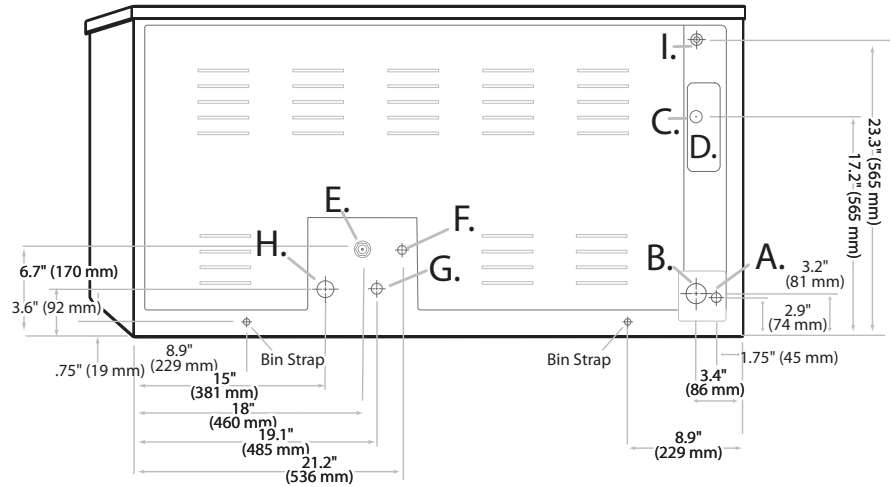 I.
C.
D.
23.3"
(565 mm)
17.2"
(565 mm)
E.
F.
H.
G.
B.
A.
6.7" (170 mm)
3.6" (92 mm)
3.2"
(81 mm)
2.9"
(74 mm)
.75" (19 mm)
8.9"
(229 mm)
Bin Strap
Bin Strap
1.75" (45 mm)
15"
(381 mm)
3.4"
(86 mm)
18"
(460 mm)
19.1"
(485 mm)
8.9"
(229 mm)
21.2"
(536 mm)